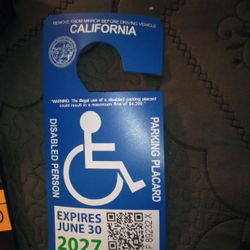 REMOVE FROM MIRROR BEFORE DRIVING VEHICLE
CALIFORNIA
"WARNING: The illegal use of a disabled parking placard
could result in a maximum fine of $4,200."
DISABLED PERSON
PARKING PLACARD
EXPIRES
JUNE 30
2027